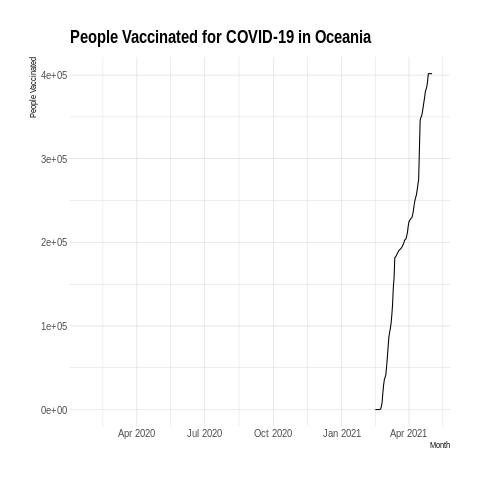 People Vaccinated for COVID-19 in Oceania
People Vaccinated
4e+05
3e+05
2e+05
1e+05
0e+00
Apr 2020 Jul 2020 Oct 2020 Jan 2021 Apr 2021
Month